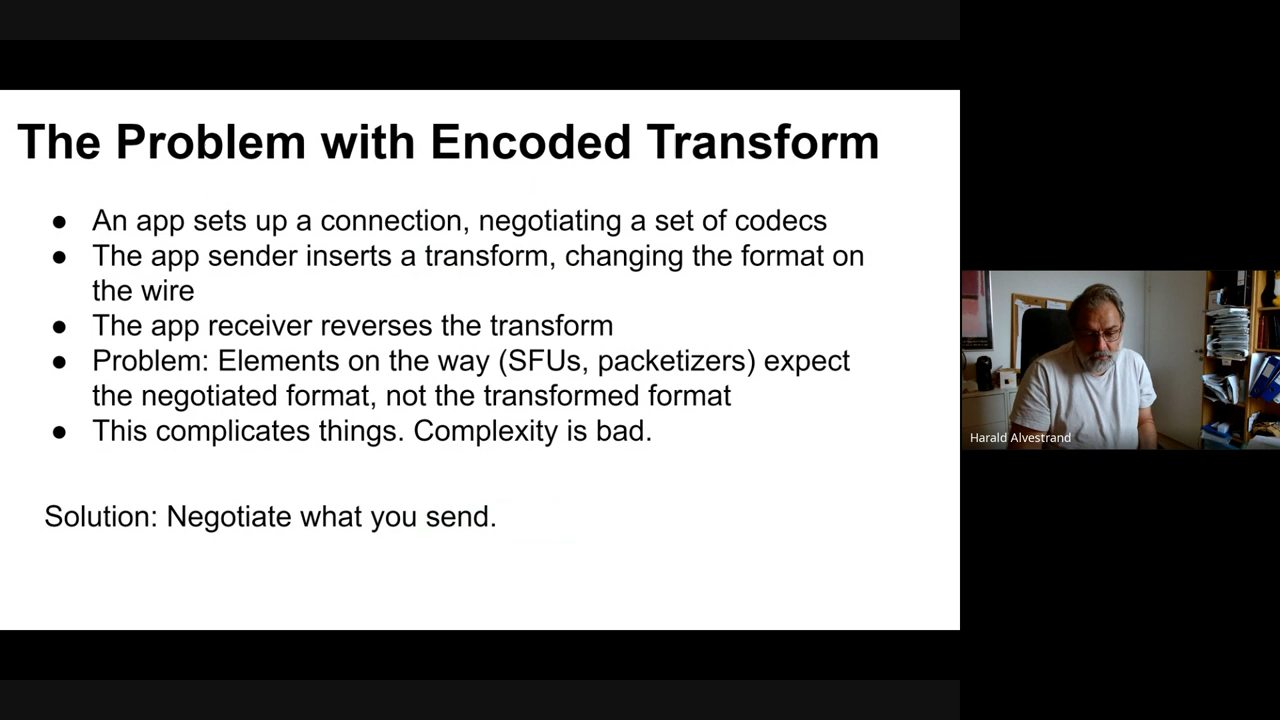 The Problem with Encoded Transform
● An app sets up a connection, negotiating a set of codecs
● The app sender inserts a transform, changing the format on
the wire
● The app receiver reverses the transform
● Problem: Elements on the way (SFUs, packetizers) expect
the negotiated format, not the transformed format
● This complicates things. Complexity is bad.
Solution: Negotiate what you send.
Harald Alvestrand